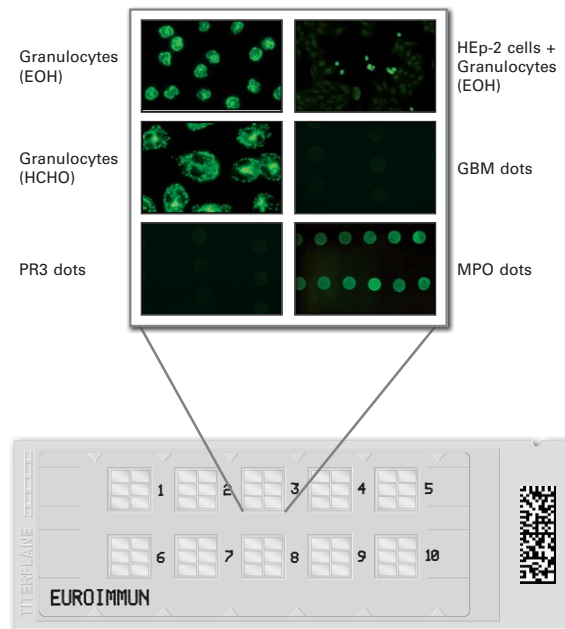 Granulocytes
(EOH)
HEp-2 cells +
Granulocytes
(EOH)
Granulocytes
(HCHO)
GBM dots
PR3 dots
MPO dots
1
2
3
4
5
6
7
8
9
10
TITERPLANE
EUROIMMUN